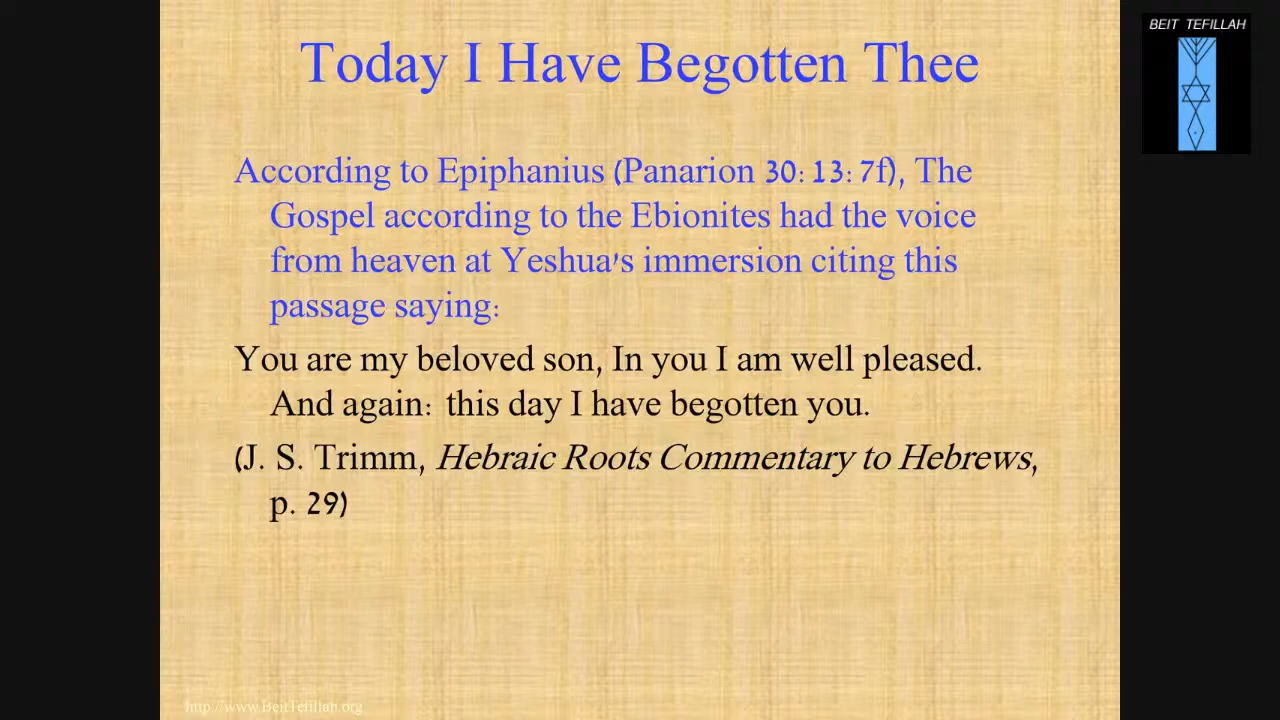 BEIT TEFILLAH
Today I Have Begotten Thee
According to Epiphanius (Panarion 30:13:7f), The
Gospel according to the Ebionites had the voice
from heaven at Yeshua's immersion citing this
passage saying:
You are my beloved son, In you I am well pleased.
And again: this day I have begotten you.
(J. S. Trimm, Hebraic Roots Commentary to Hebrews,
p. 29)
http://www.BeitTefillah.org